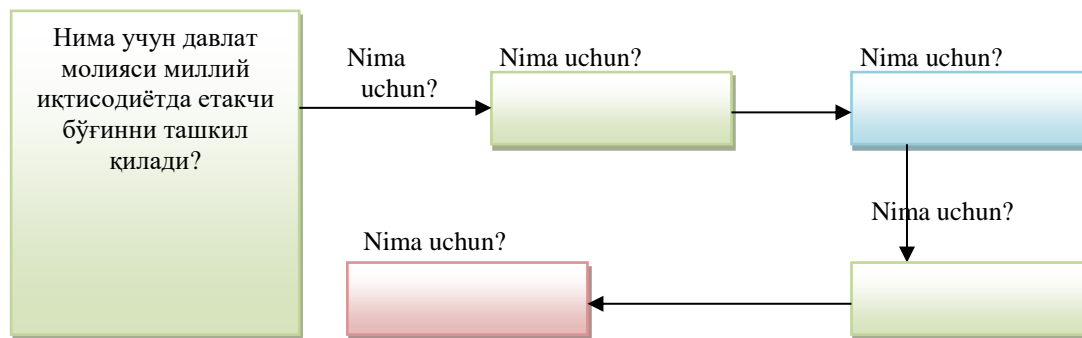 Нима учун давлат
молияси миллий
иқтисодиётда етакчи
бўғинни ташкил
қилади?
Nima
uchun?
Nima uchun?
Nima uchun?
Nima uchun?
Nima uchun?